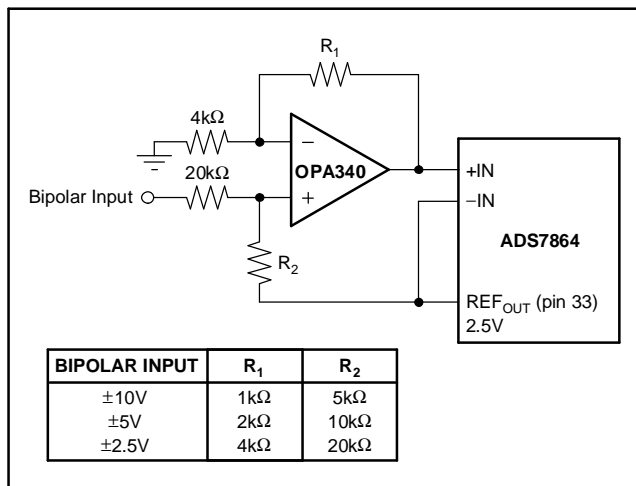 R1
4kΩ
20kΩ
Bipolar Input
−
+
OPA340
R2
+IN
−IN
ADS7864
REFOUT (pin 33)
2.5V
BIPOLAR INPUT R1 R2
±10V 1kΩ 5kΩ
±5V 2kΩ 10kΩ
±2.5V 4kΩ 20kΩ